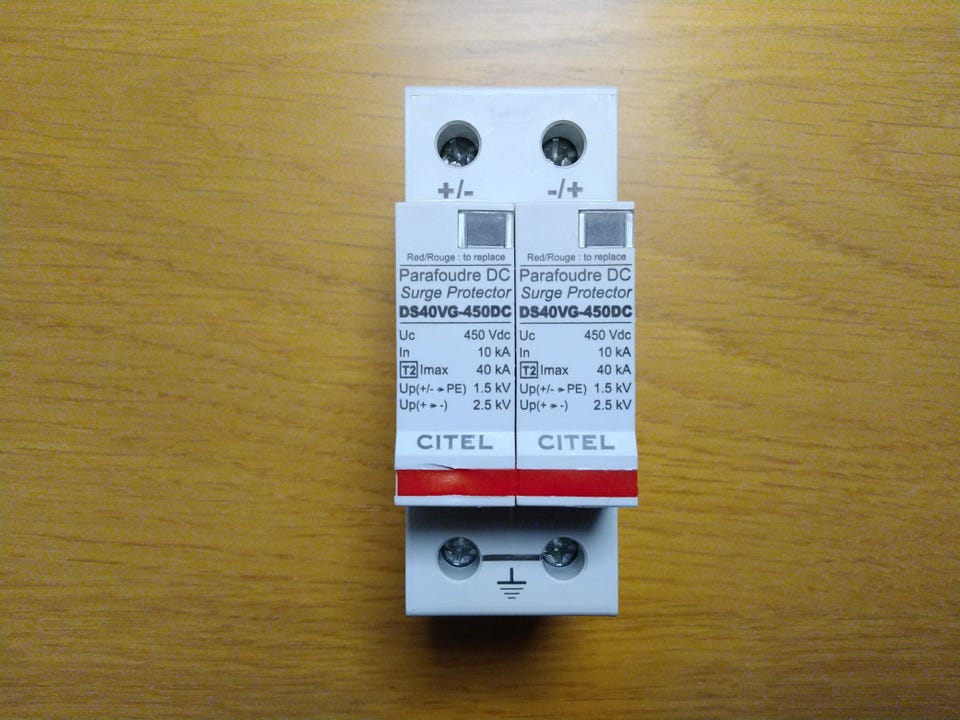 +/- -/+
Red/Rouge : to replace
Parafoudre DC
Surge Protector
DS40VG-450DC
Uc 450 Vdc
In 10 kA
T2 Imax 40 kA
Up(+/- ➛ PE) 1.5 kV
Up(+ ➛ -) 2.5 kV
CITEL
Red/Rouge : to replace
Parafoudre DC
Surge Protector
DS40VG-450DC
Uc 450 Vdc
In 10 kA
T2 Imax 40 kA
Up(+/- ➛ PE) 1.5 kV
Up(+ ➛ -) 2.5 kV
CITEL